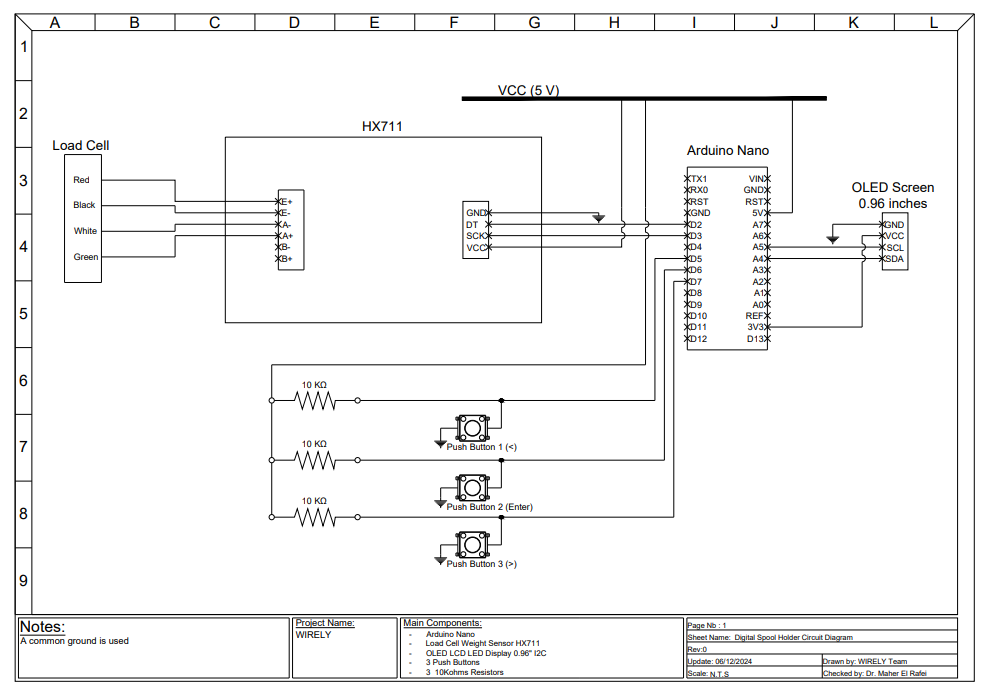 A B C D E F G H I J K L
1
2
3
4
5
6
7
8
9
VCC (5 V)
HX711
Load Cell
Red
Black
White
Green
E+
E-
A-
A+
B-
B+
GND
DT
SCK
VCC
Arduino Nano
TX1 VIN
RX0 GND
RST RST
GND 5V
D2 A7
D3 A6
D4 A5
D5 A4
D6 A3
D7 A2
D8 A1
D9 A0
D10 REF
D11 3V3
D12 D13
OLED Screen
0.96 inches
GND
VCC
SCL
SDA
10 KΩ
Push Button 1 (<)
10 KΩ
Push Button 2 (Enter)
10 KΩ
Push Button 3 (>)
Notes:
A common ground is used
Project Name:
WIRELY
Main Components:
- Arduino Nano
- Load Cell Weight Sensor HX711
- OLED LCD LED Display 0.96" I2C
- 3 Push Buttons
- 3 10Kohms Resistors
Page Nb : 1
Sheet Name: Digital Spool Holder Circuit Diagram
Rev:0
Update: 06/12/2024 Drawn by: WIRELY Team
Scale: N.T.S Checked by: Dr. Maher El Rafei